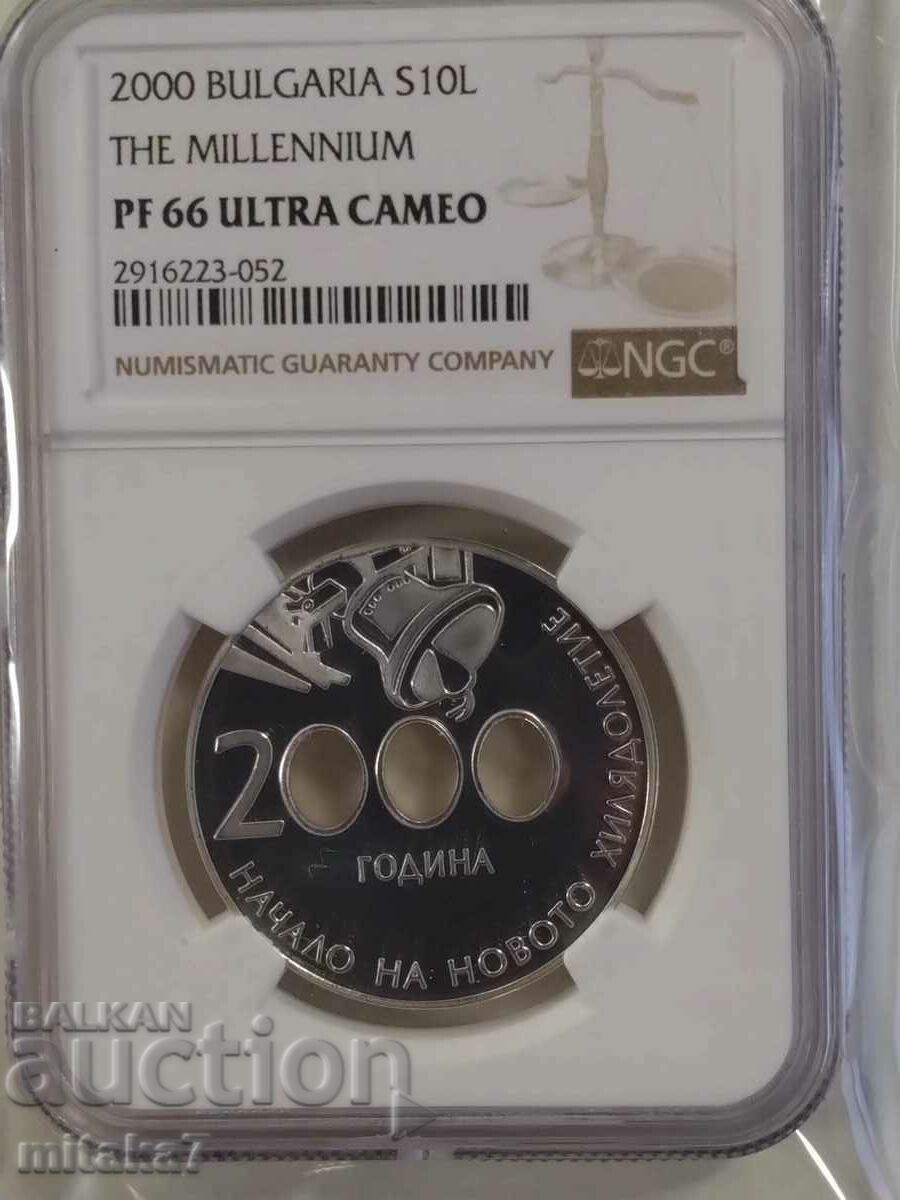 2000 BULGARIA S10L
THE MILLENNIUM
PF 66 ULTRA CAMEO
2916223-052
NUMISMATIC GUARANTY COMPANY
NGC®
2000
ГОДИНА
НАЧАЛО НА НОВОТО ХИЛЯДОЛЕТИЕ
BALKAN
auction
mitaka7